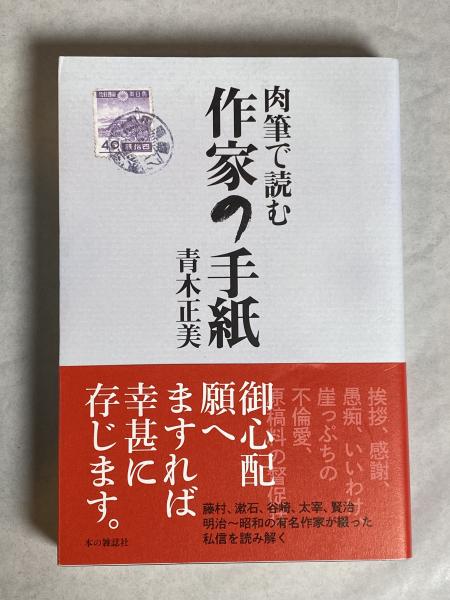 肉筆で読む
作家の手紙
青木正美
40
挨拶、感謝、
愚痴、いいわけ
崖っぷちの
不倫愛、
原稿料の督促
御心配
願へ
ますれば
幸甚に
存じます。
藤村、漱石、谷崎、太宰、賢治
明治〜昭和の有名作家が綴った
私信を読み解く
本の雑誌社